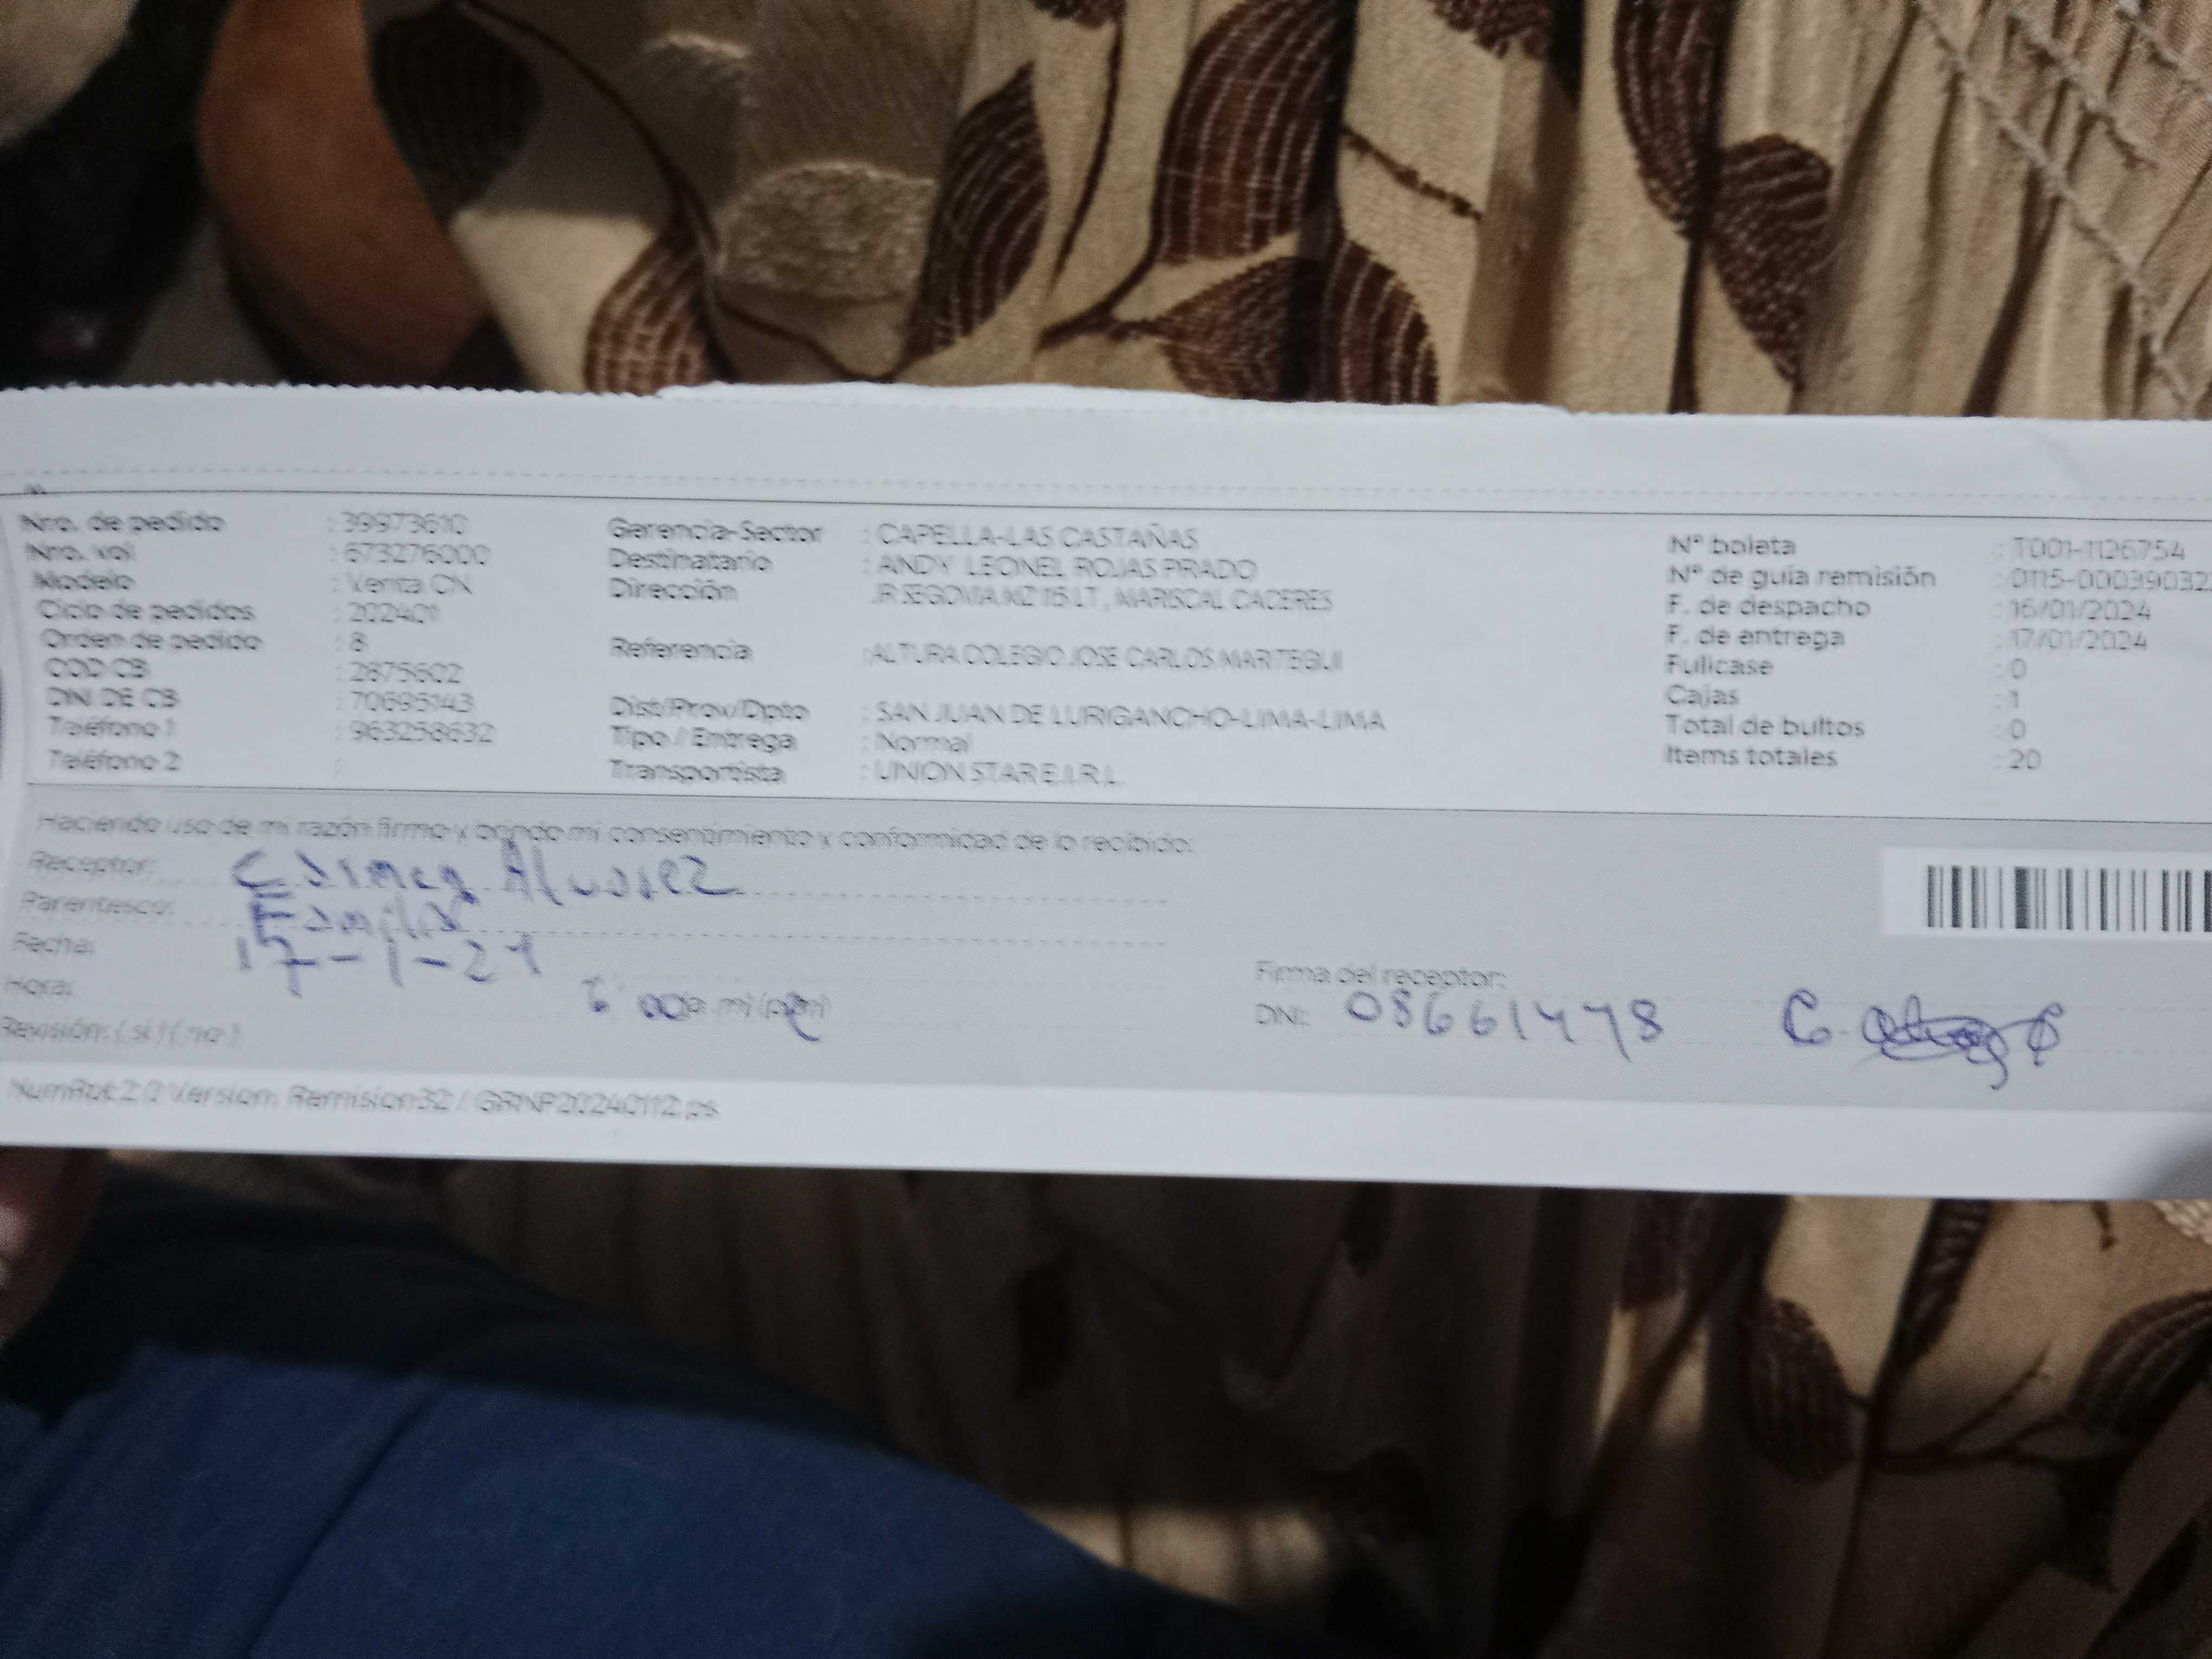 Nro. de pedido : 39973610
Nro. vol : 673276000
Modelo : Venta CN
Ciclo de pedidos : 202401
Orden de pedido : 8
COD CB : 2875602
DNI DE CB : 70695143
Teléfono 1 : 963258632
Teléfono 2 :
Gerencia-Sector : CAPELLA-LAS CASTAÑAS
Destinatario : ANDY LEONEL ROJAS PRADO
Dirección JR SEGOVIA MZ 115 LT , MARISCAL CACERES
Referencia :ALTURA COLEGIO JOSE CARLOS MARITEGUI
Dist/Prov/Dpto : SAN JUAN DE LURIGANCHO-LIMA-LIMA
Tipo / Entrega : Normal
Transportista : UNION STAR E.I.R.L.
N° boleta : T001-1126754
N° de guía remisión : 0115-000390323
F. de despacho : 16/01/2024
F. de entrega : 17/01/2024
Fullcase : 0
Cajas : 1
Total de bultos : 0
Items totales : 20
Haciendo uso de mi razón firmo y brindo mi consentimiento y conformidad de lo recibido:
Receptor: Alvarez
Parentesco: Familia
Fecha: 17-1-24
Hora: (a m) (p m)
Revisión: ( si ) ( no )
Firma del receptor:
DNI: 08661478
NumRot:2.0 Version: Remision32 / GRNF20240112.ps